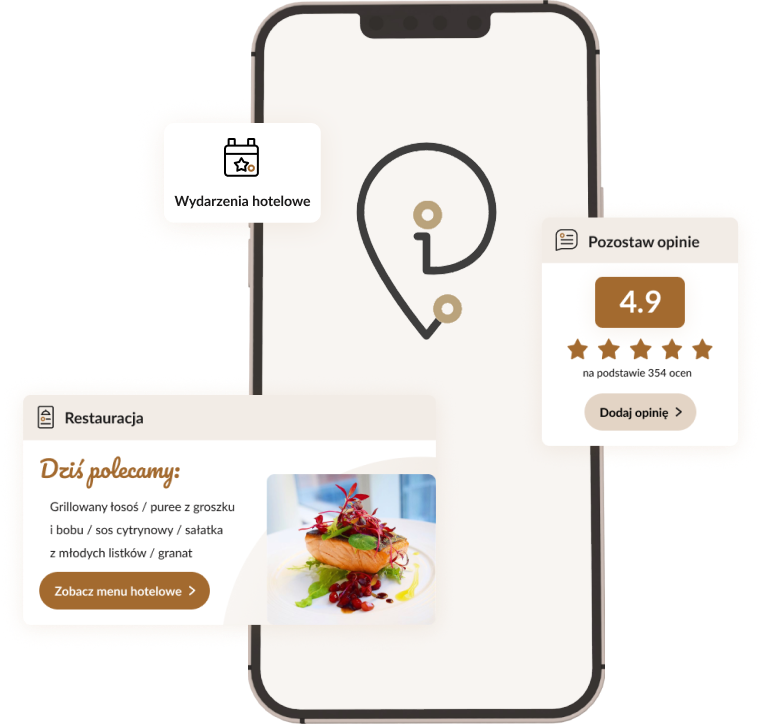 Wydarzenia hotelowe
Pozostaw opinie
4.9
na podstawie 354 ocen
Dodaj opinię
Restauracja
Dziś polecamy:
Grillowany łosoś / puree z groszku
i bobu / sos cytrynowy / sałatka
z młodych listków / granat
Zobacz menu hotelowe